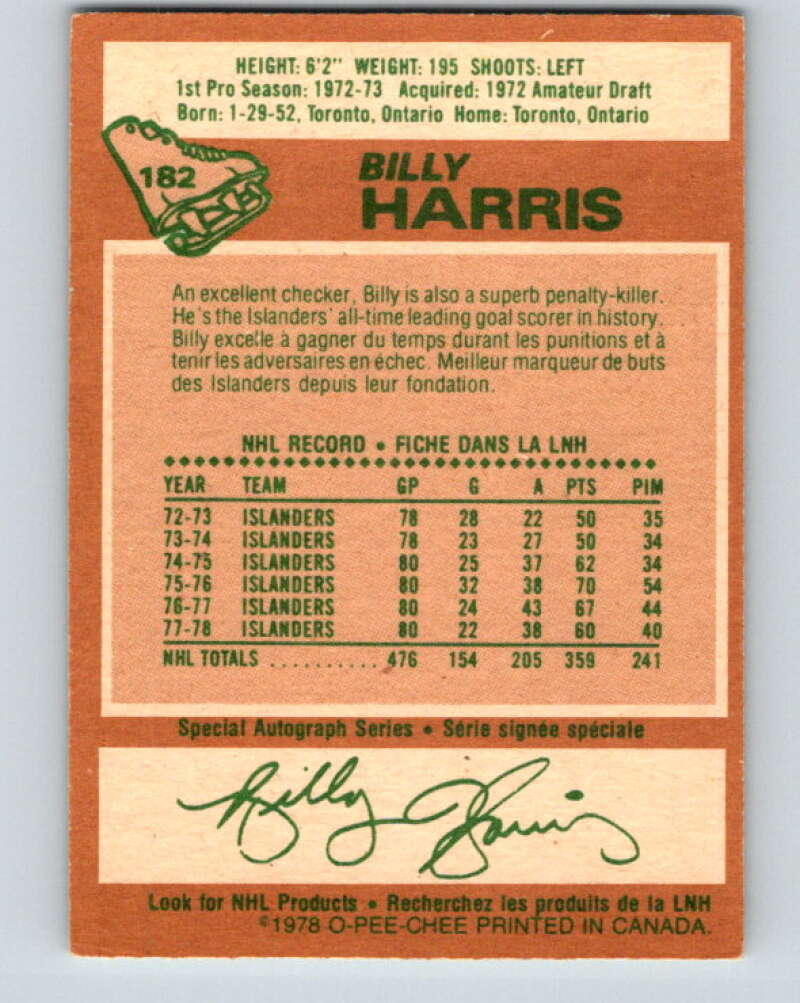 HEIGHT: 6'2" WEIGHT: 195 SHOOTS: LEFT
1st Pro Season: 1972-73 Acquired: 1972 Amateur Draft
Born: 1-29-52, Toronto, Ontario Home: Toronto, Ontario
182
BILLY
HARRIS
An excellent checker, Billy is also a superb penalty-killer.
He's the Islanders' all-time leading goal scorer in history.
Billy excelle à gagner du temps durant les punitions et à
tenir les adversaires en échec. Meilleur marqueur de buts
des Islanders depuis leur fondation.
NHL RECORD • FICHE DANS LA LNH
YEAR TEAM GP G A PTS PIM
72-73 ISLANDERS 78 28 22 50 35
73-74 ISLANDERS 78 23 27 50 34
74-75 ISLANDERS 80 25 37 62 34
75-76 ISLANDERS 80 32 38 70 54
76-77 ISLANDERS 80 24 43 67 44
77-78 ISLANDERS 80 22 38 60 40
NHL TOTALS .......... 476 154 205 359 241
Special Autograph Series • Série signée spéciale
Billy Harris
Look for NHL Products • Recherchez les produits de la LNH
©1978 O-PEE-CHEE PRINTED IN CANADA.